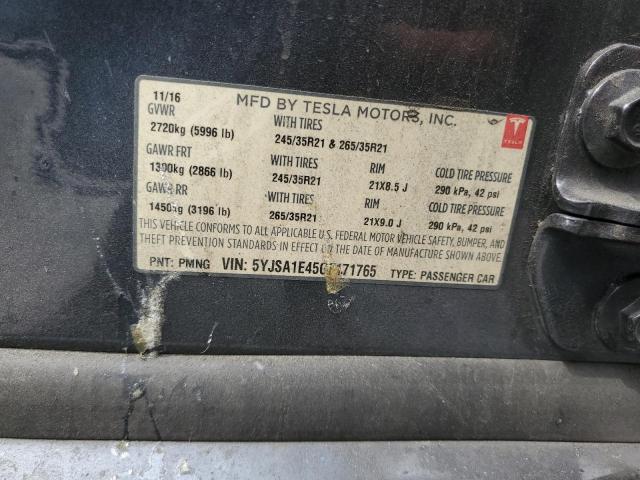 11/16 MFD BY TESLA MOTORS, INC.
GVWR WITH TIRES
2720kg (5996 lb) 245/35R21 & 265/35R21
GAWR FRT WITH TIRES RIM COLD TIRE PRESSURE
1300kg (2866 lb) 245/35R21 21X8.5 J 290 kPa, 42 psi
GAWR RR WITH TIRES RIM COLD TIRE PRESSURE
1450kg (3196 lb) 265/35R21 21X9.0 J 290 kPa, 42 psi
THIS VEHICLE CONFORMS TO ALL APPLICABLE U.S. FEDERAL MOTOR VEHICLE SAFETY, BUMPER, AND
THEFT PREVENTION STANDARDS IN EFFECT ON THE DATE OF MANUFACTURE SHOWN ABOVE.
PNT: PMNG VIN: TYPE: PASSENGER CAR
TESLA